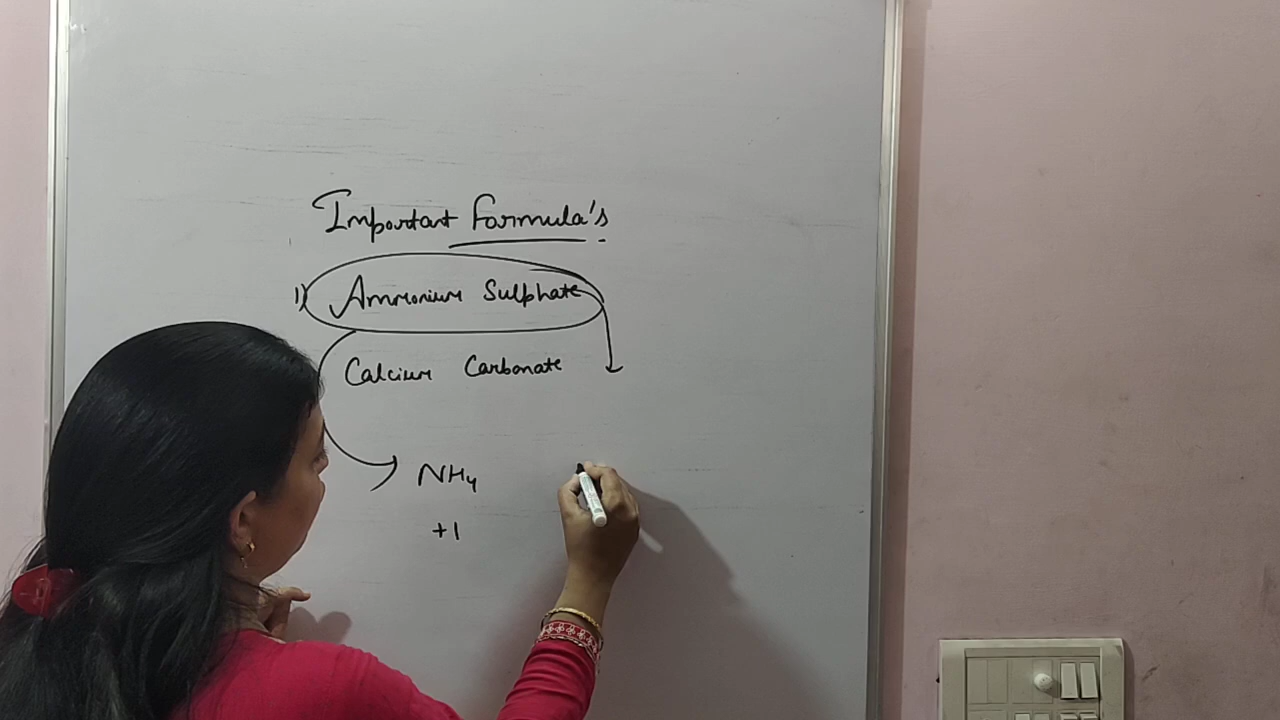 Important Formula's
1) Ammonium Sulphate
Calcium Carbonate
NH4
+1